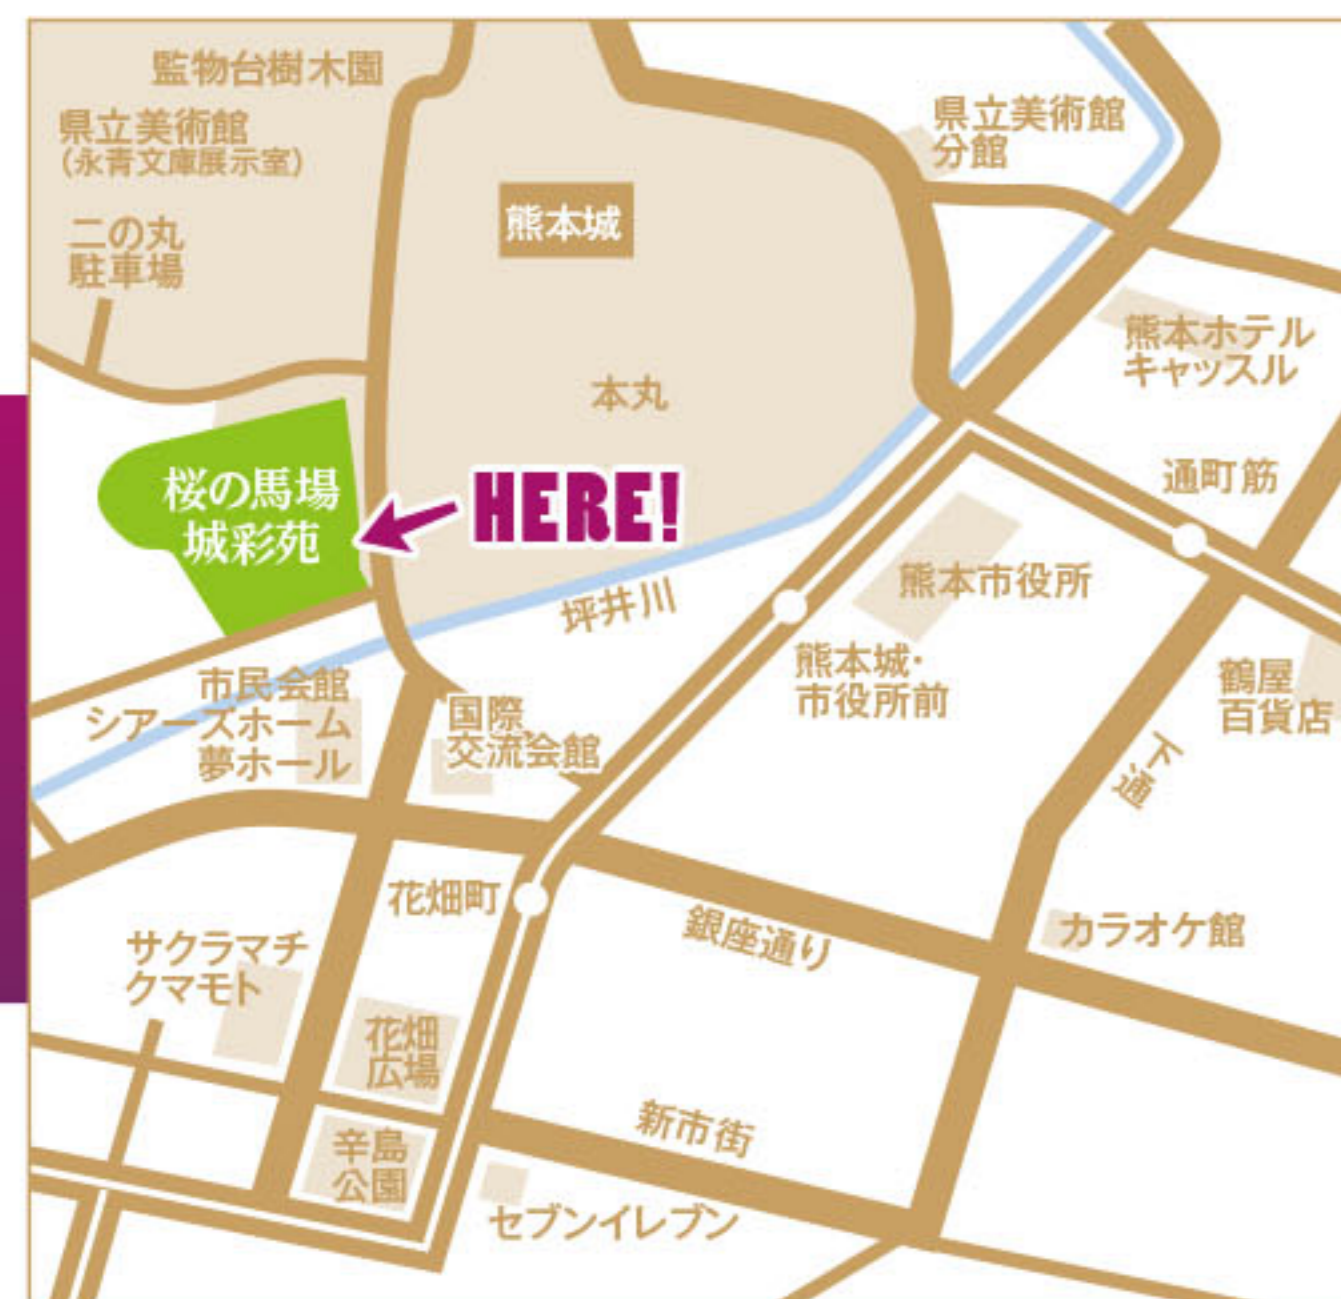 監物台樹木園
県立美術館
(永青文庫展示室)
二の丸
駐車場
熊本城
県立美術館
分館
熊本ホテル
キャッスル
本丸
桜の馬場
城彩苑
HERE!
通町筋
坪井川
熊本市役所
熊本城・
市役所前
鶴屋
百貨店
市民会館
シアーズホーム
夢ホール
国際
交流会館
下通
花畑町
銀座通り
カラオケ館
サクラマチ
クマモト
花畑
広場
辛島
公園
新市街
セブンイレブン